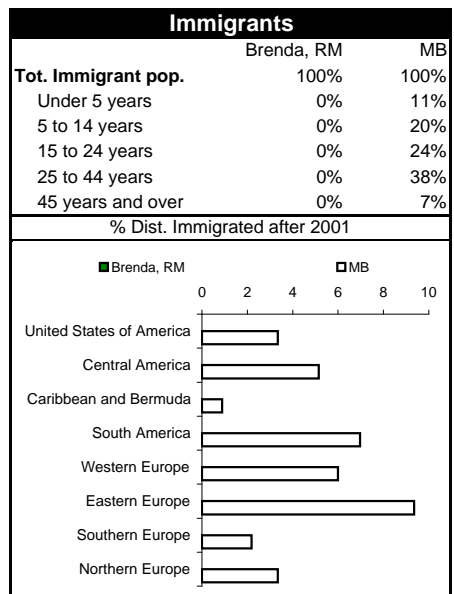 Immigrants
Brenda, RM MB
Tot. Immigrant pop. 100% 100%
Under 5 years 0% 11%
5 to 14 years 0% 20%
15 to 24 years 0% 24%
25 to 44 years 0% 38%
45 years and over 0% 7%
% Dist. Immigrated after 2001
Brenda, RM MB
0 2 4 6 8 10
United States of America
Central America
Caribbean and Bermuda
South America
Western Europe
Eastern Europe
Southern Europe
Northern Europe